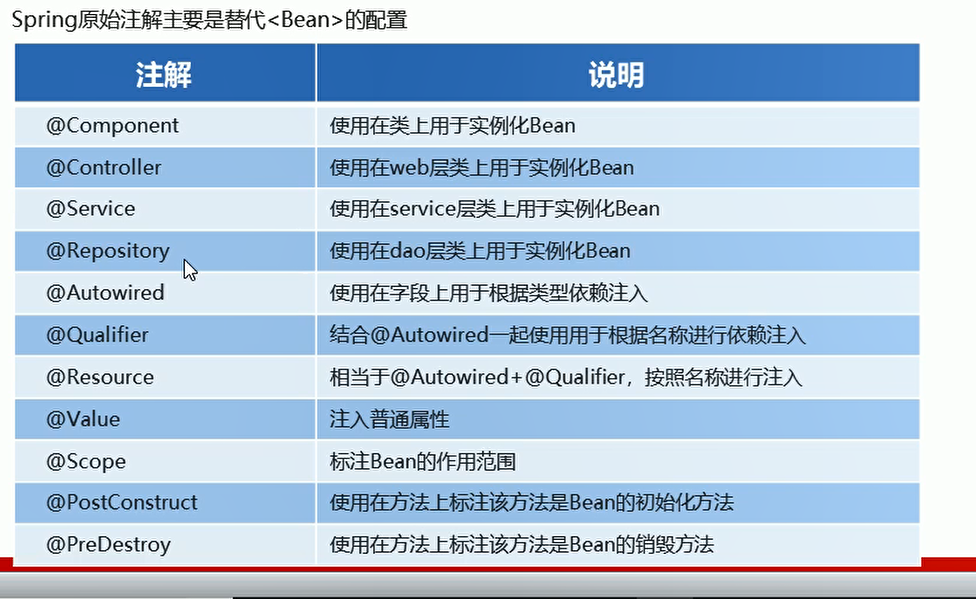 Spring原始注解主要是替代<Bean>的配置
注解 说明
@Component 使用在类上用于实例化Bean
@Controller 使用在web层类上用于实例化Bean
@Service 使用在service层类上用于实例化Bean
@Repository 使用在dao层类上用于实例化Bean
@Autowired 使用在字段上用于根据类型依赖注入
@Qualifier 结合@Autowired一起使用用于根据名称进行依赖注入
@Resource 相当于@Autowired+@Qualifier，按照名称进行注入
@Value 注入普通属性
@Scope 标注Bean的作用范围
@PostConstruct 使用在方法上标注该方法是Bean的初始化方法
@PreDestroy 使用在方法上标注该方法是Bean的销毁方法